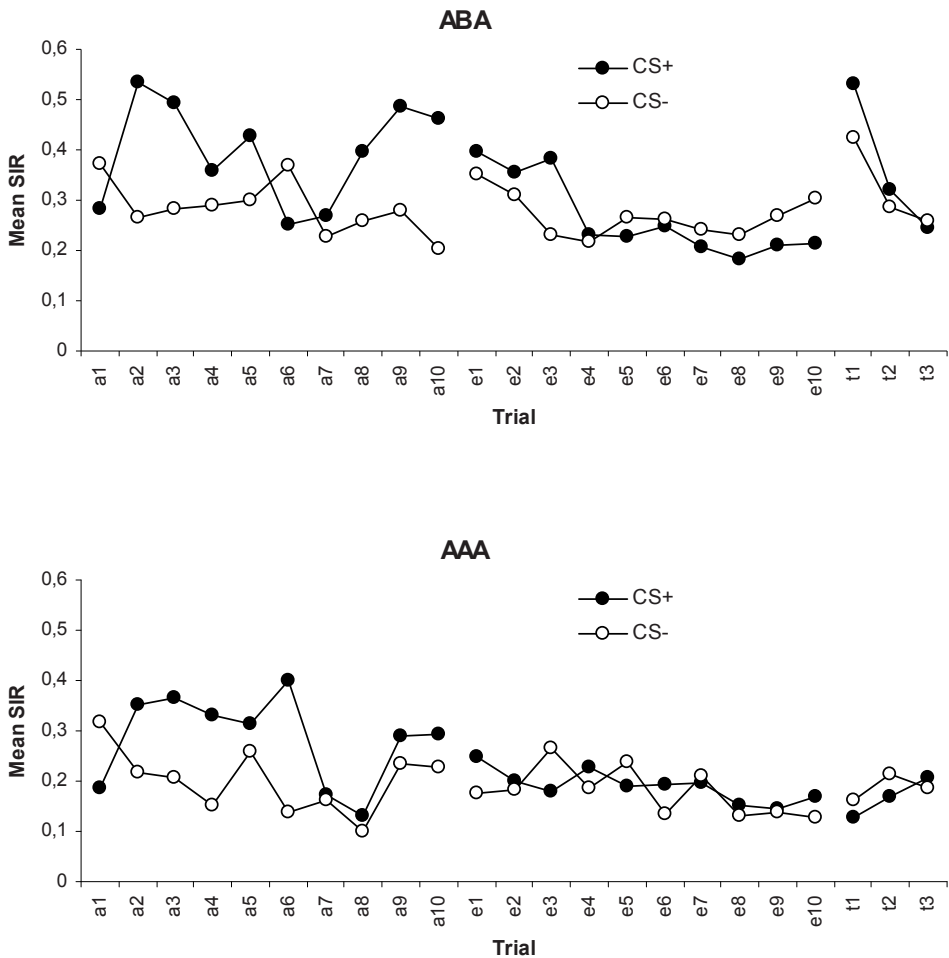 ABA
0,6
0,5
0,4
0,3
0,2
0,1
0
Mean SIR
CS+
CS-
a1 a2 a3 a4 a5 a6 a7 a8 a9 a10 e1 e2 e3 e4 e5 e6 e7 e8 e9 e10 t1 t2 t3
Trial
AAA
0,6
0,5
0,4
0,3
0,2
0,1
0
Mean SIR
CS+
CS-
a1 a2 a3 a4 a5 a6 a7 a8 a9 a10 e1 e2 e3 e4 e5 e6 e7 e8 e9 e10 t1 t2 t3
Trial